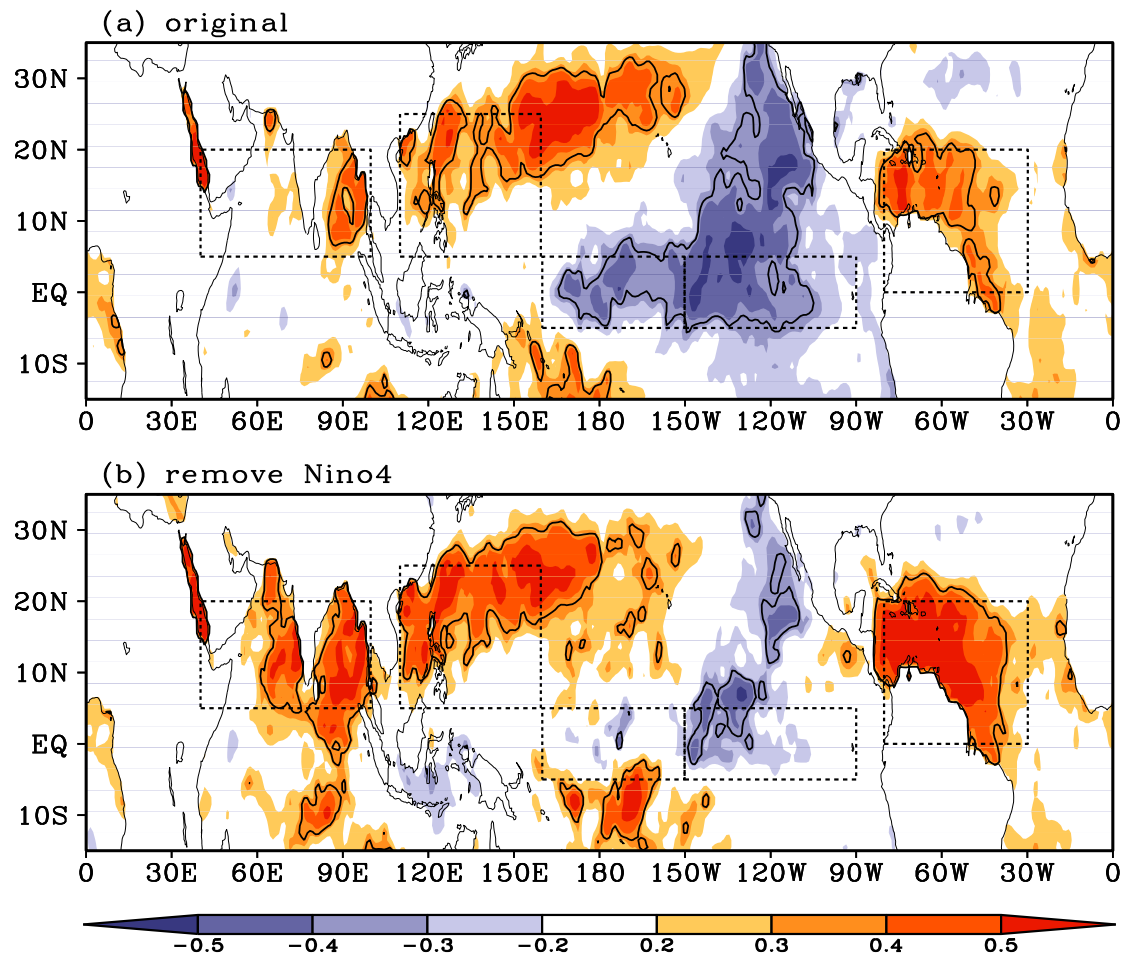 (a) original
30N
20N
10N
EQ
10S
0 30E 60E 90E 120E 150E 180 150W 120W 90W 60W 30W 0
(b) remove Nino4
30N
20N
10N
EQ
10S
0 30E 60E 90E 120E 150E 180 150W 120W 90W 60W 30W 0
−0.5 −0.4 −0.3 −0.2 0.2 0.3 0.4 0.5